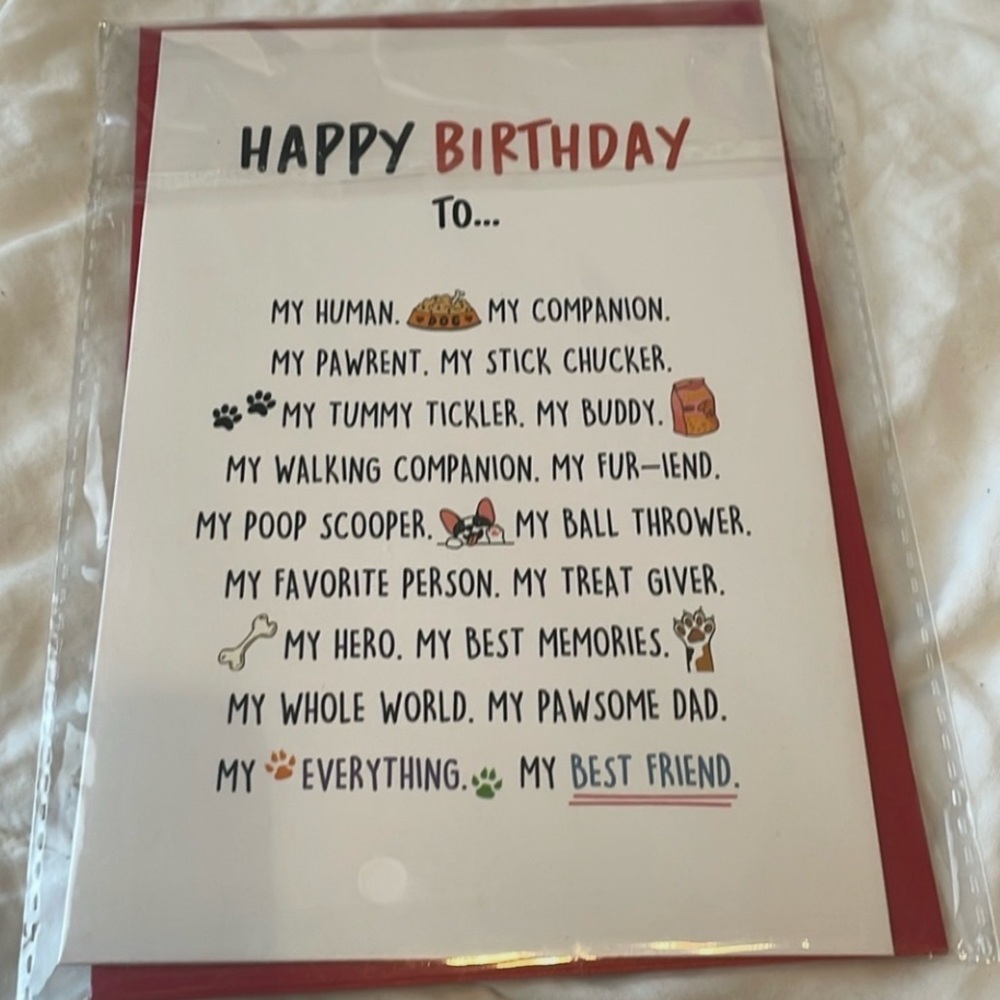 HAPPY BIRTHDAY
TO...
MY HUMAN. DOG MY COMPANION.
MY PAWRENT. MY STICK CHUCKER.
MY TUMMY TICKLER. MY BUDDY.
MY WALKING COMPANION. MY FUR-IEND.
MY POOP SCOOPER. MY BALL THROWER.
MY FAVORITE PERSON. MY TREAT GIVER.
MY HERO. MY BEST MEMORIES.
MY WHOLE WORLD. MY PAWSOME DAD.
MY EVERYTHING. MY BEST FRIEND.